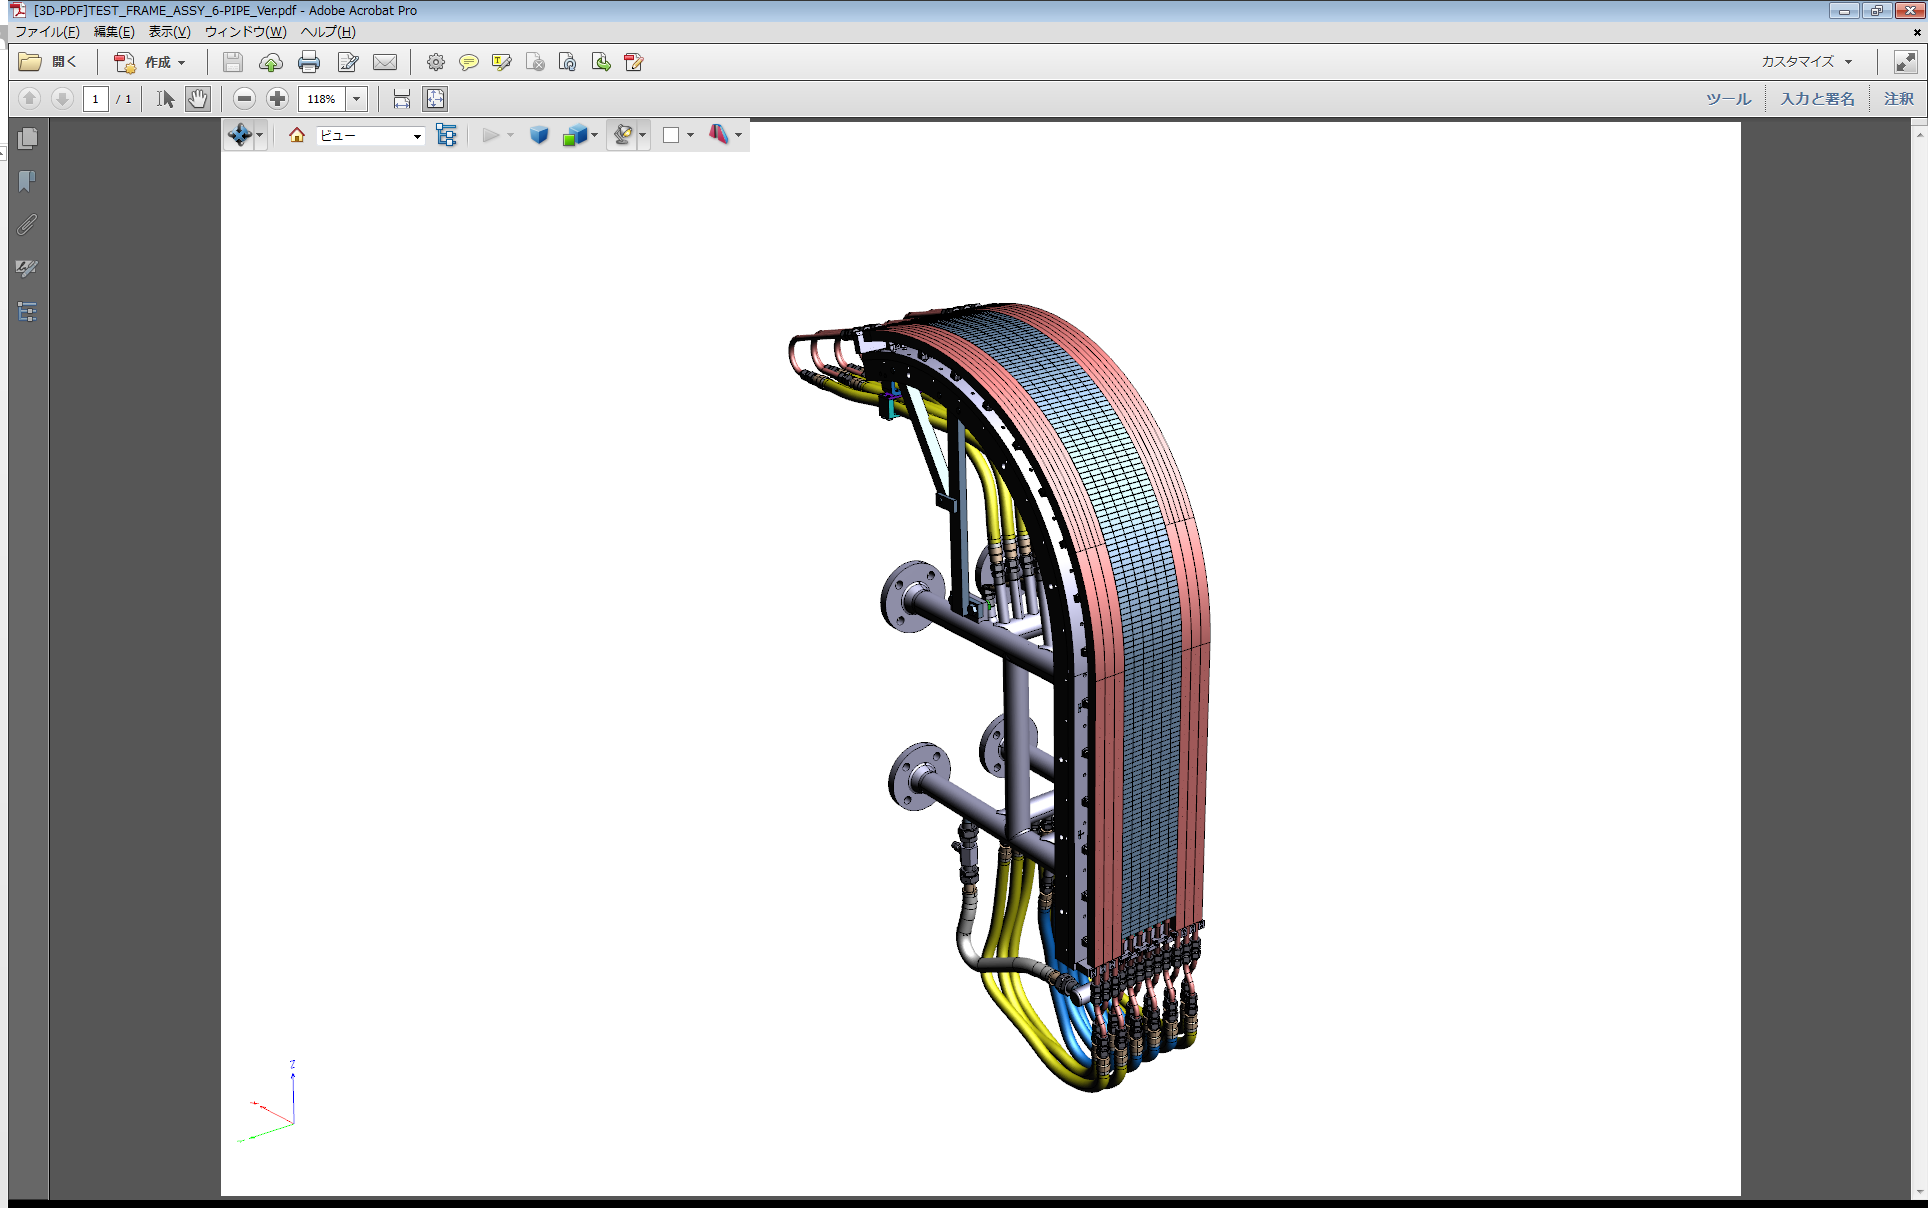 [3D-PDF]TEST_FRAME_ASSY_6-PIPE_Ver.pdf - Adobe Acrobat Pro
ファイル(F) 編集(E) 表示(V) ウィンドウ(W) ヘルプ(H)
開く 作成 カスタマイズ
1 / 1 118% ツール 入力と署名 注釈
ビュー
Z